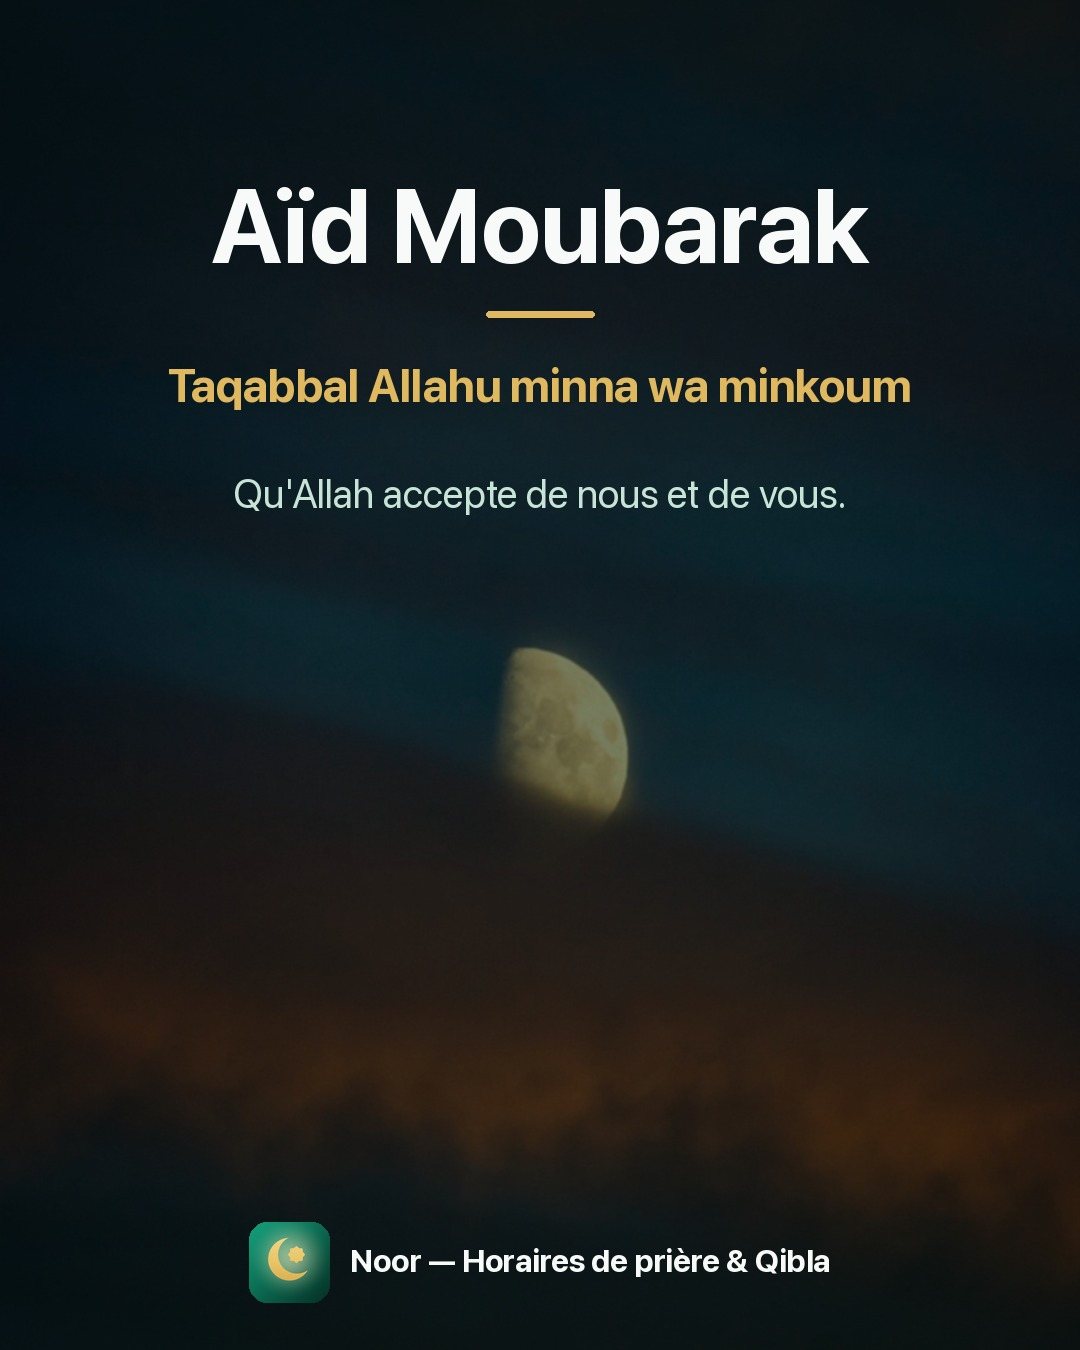 Aïd Moubarak
Taqabbal Allahu minna wa minkoum
Qu'Allah accepte de nous et de vous.
Noor — Horaires de prière & Qibla